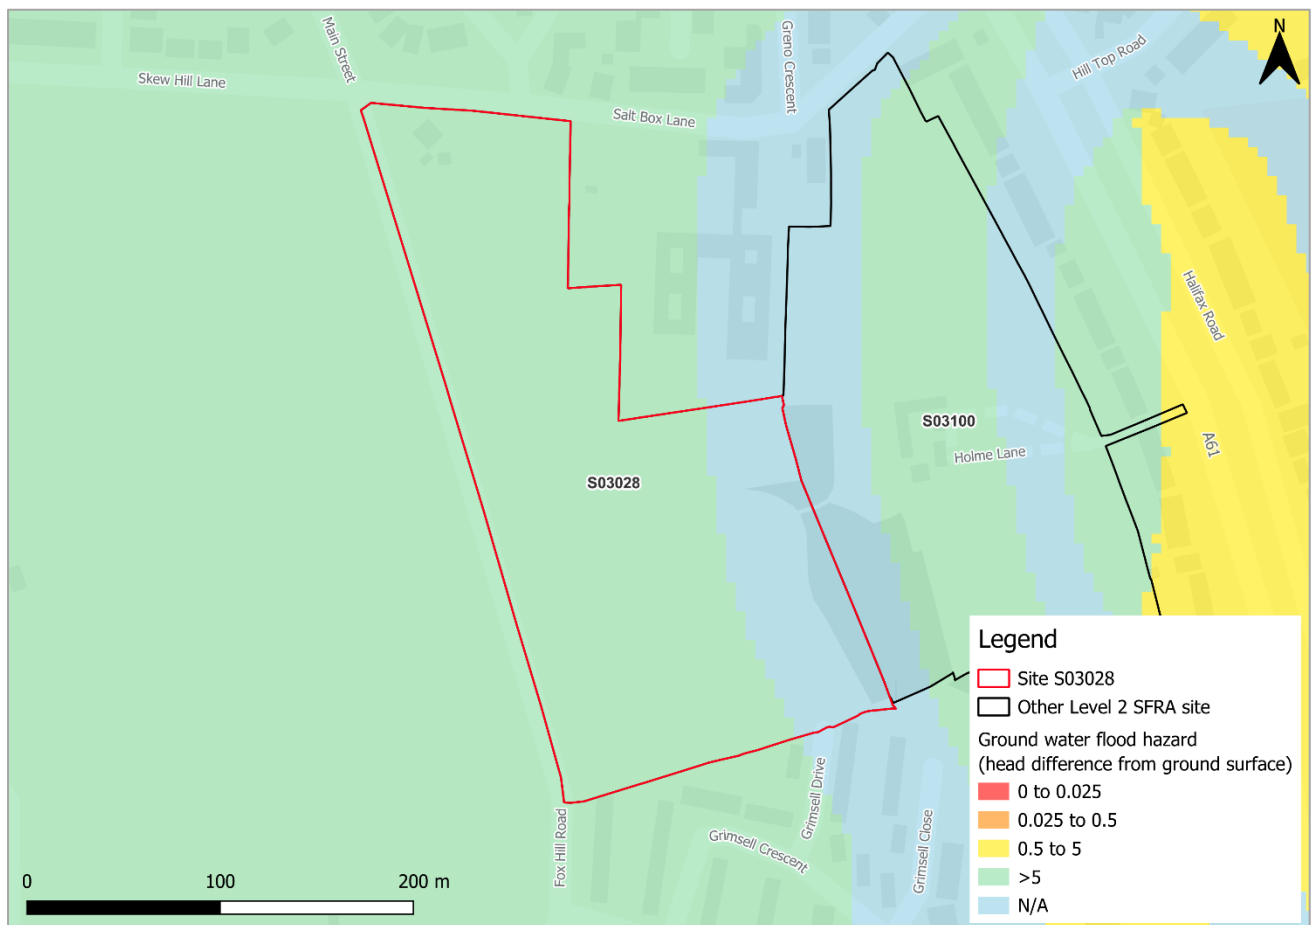 Main Street
Skew Hill Lane
Salt Box Lane
Greno Crescent
Hill Top Road
N
Halifax Road
A61
S03100
Holme Lane
S03028
Grimsell Drive
Grimsell Crescent
Grimsell Close
Fox Hill Road
0 100 200 m
Legend
Site S03028
Other Level 2 SFRA site
Ground water flood hazard
(head difference from ground surface)
0 to 0.025
0.025 to 0.5
0.5 to 5
>5
N/A